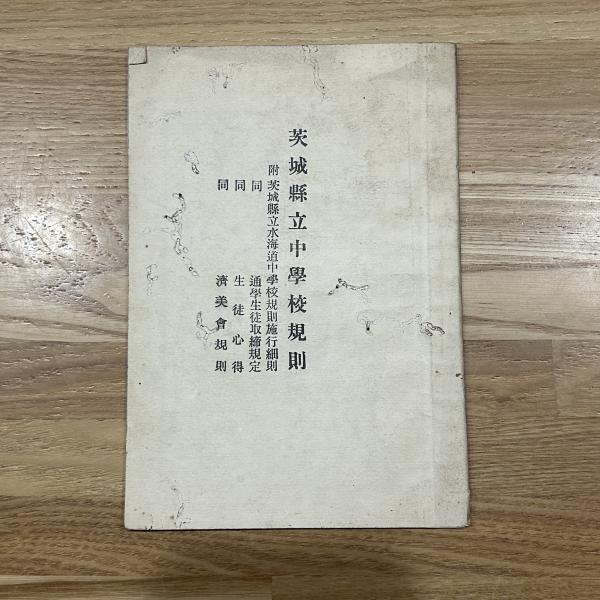 茨城縣立中學校規則
附 茨城縣立水海道中學校規則施行細則
同 通學生徒取締規定
同 生徒心得
同 濟美會規則